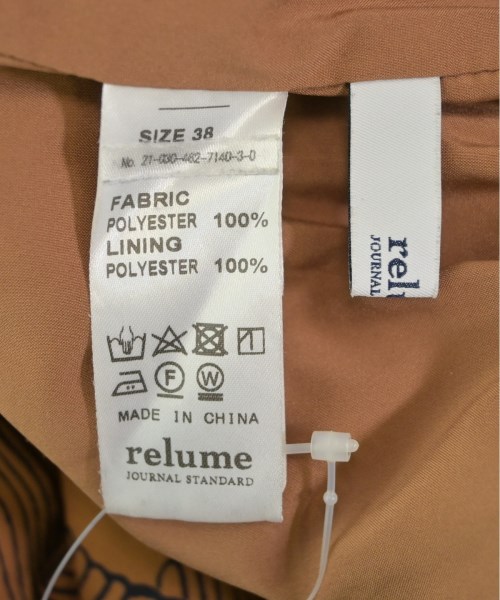 SIZE 38
No. 21-030-462-7140-3-0
FABRIC
POLYESTER 100%
LINING
POLYESTER 100%
F W
MADE IN CHINA
relume
JOURNAL STANDARD
relu
JOURNAL